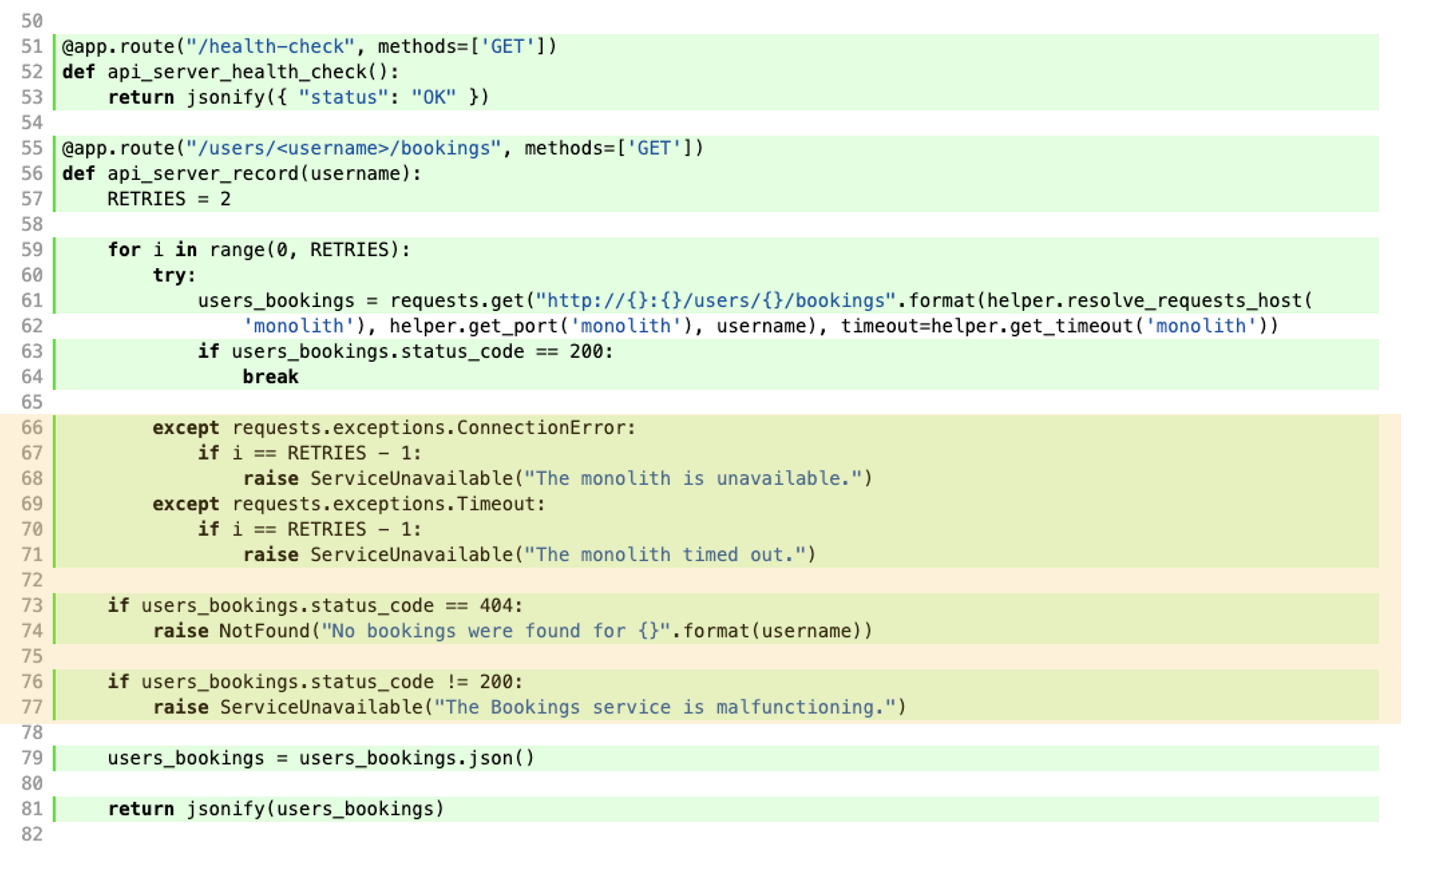 50
51 @app.route("/health-check", methods=['GET'])
52 def api_server_health_check():
53     return jsonify({ "status": "OK" })
54
55 @app.route("/users/<username>/bookings", methods=['GET'])
56 def api_server_record(username):
57     RETRIES = 2
58
59     for i in range(0, RETRIES):
60         try:
61             users_bookings = requests.get("http://{}:{}/users/{}/bookings".format(helper.resolve_requests_host(
62                 'monolith'), helper.get_port('monolith'), username), timeout=helper.get_timeout('monolith'))
63             if users_bookings.status_code == 200:
64                 break
65
66         except requests.exceptions.ConnectionError:
67             if i == RETRIES - 1:
68                 raise ServiceUnavailable("The monolith is unavailable.")
69         except requests.exceptions.Timeout:
70             if i == RETRIES - 1:
71                 raise ServiceUnavailable("The monolith timed out.")
72
73     if users_bookings.status_code == 404:
74         raise NotFound("No bookings were found for {}".format(username))
75
76     if users_bookings.status_code != 200:
77         raise ServiceUnavailable("The Bookings service is malfunctioning.")
78
79     users_bookings = users_bookings.json()
80
81     return jsonify(users_bookings)
82